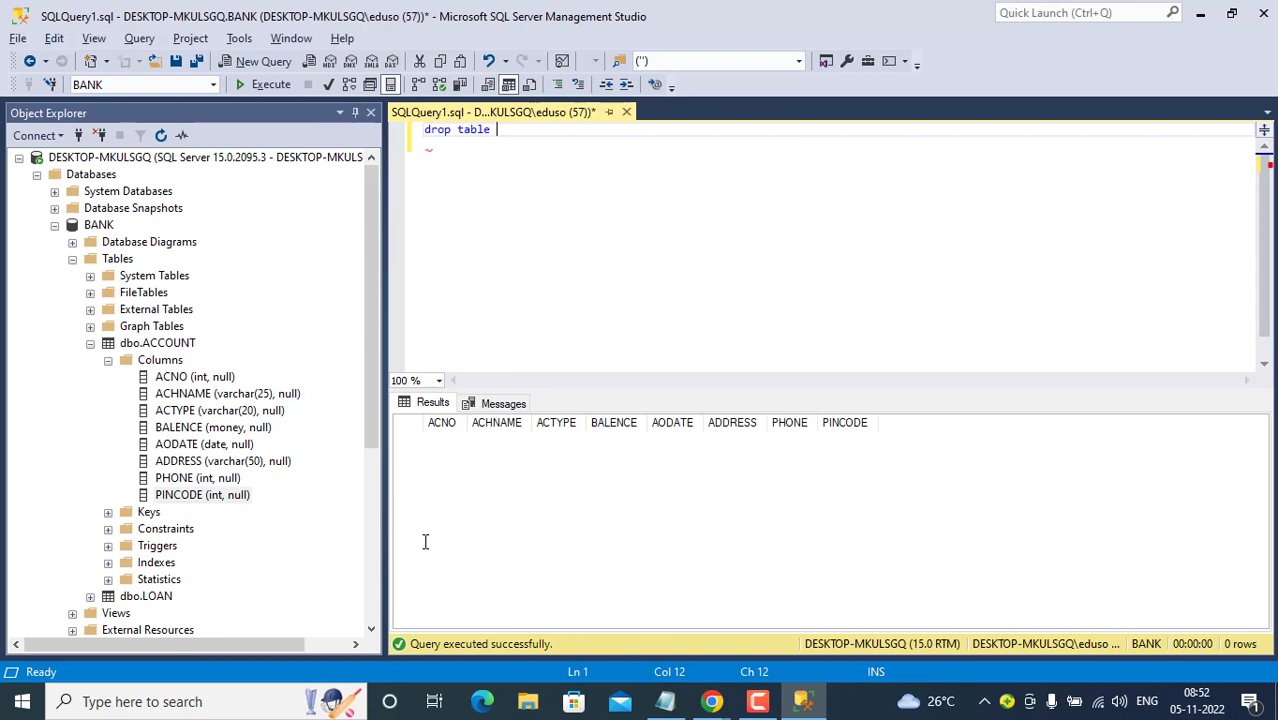 SQLQuery1.sql - DESKTOP-MKULSGQ.BANK (DESKTOP-MKULSGQ\eduso (57))* - Microsoft SQL Server Management Studio
Quick Launch (Ctrl+Q)
File Edit View Query Project Tools Window Help
New Query MDX DMX XMLA DAX ('')
BANK Execute
Object Explorer
SQLQuery1.sql - D...KULSGQ\eduso (57))*
Connect
drop table
DESKTOP-MKULSGQ (SQL Server 15.0.2095.3 - DESKTOP-MKULS
Databases
System Databases
Database Snapshots
BANK
Database Diagrams
Tables
System Tables
FileTables
External Tables
Graph Tables
dbo.ACCOUNT
Columns
ACNO (int, null)
ACHNAME (varchar(25), null)
ACTYPE (varchar(20), null)
BALENCE (money, null)
AODATE (date, null)
ADDRESS (varchar(50), null)
PHONE (int, null)
PINCODE (int, null)
Keys
Constraints
Triggers
Indexes
Statistics
dbo.LOAN
Views
External Resources
100 %
Results Messages
ACNO ACHNAME ACTYPE BALENCE AODATE ADDRESS PHONE PINCODE
Query executed successfully. DESKTOP-MKULSGQ (15.0 RTM) DESKTOP-MKULSGQ\eduso ... BANK 00:00:00 0 rows
Ready Ln 1 Col 12 Ch 12 INS
Type here to search
26°C
ENG
08:52
05-11-2022
1